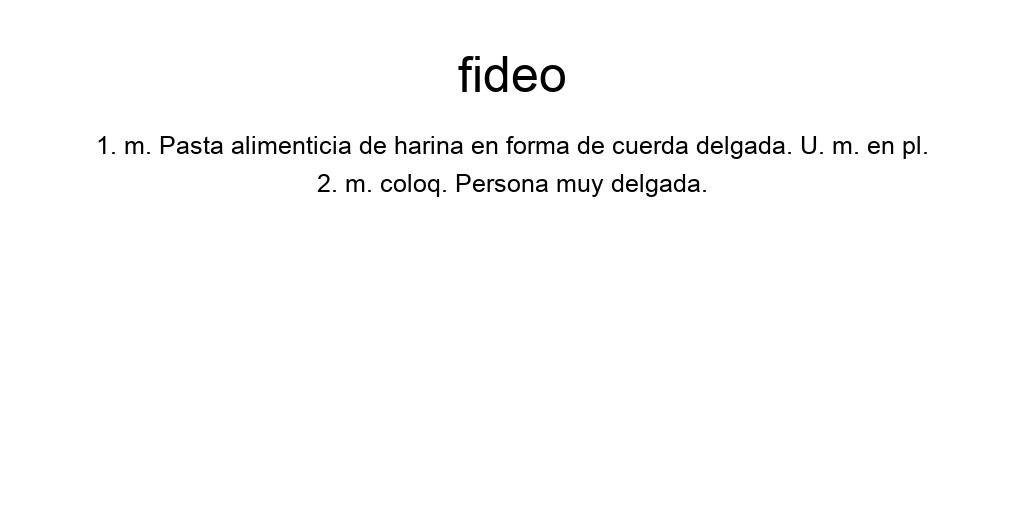 fideo
1. m. Pasta alimenticia de harina en forma de cuerda delgada. U. m. en pl.
2. m. coloq. Persona muy delgada.